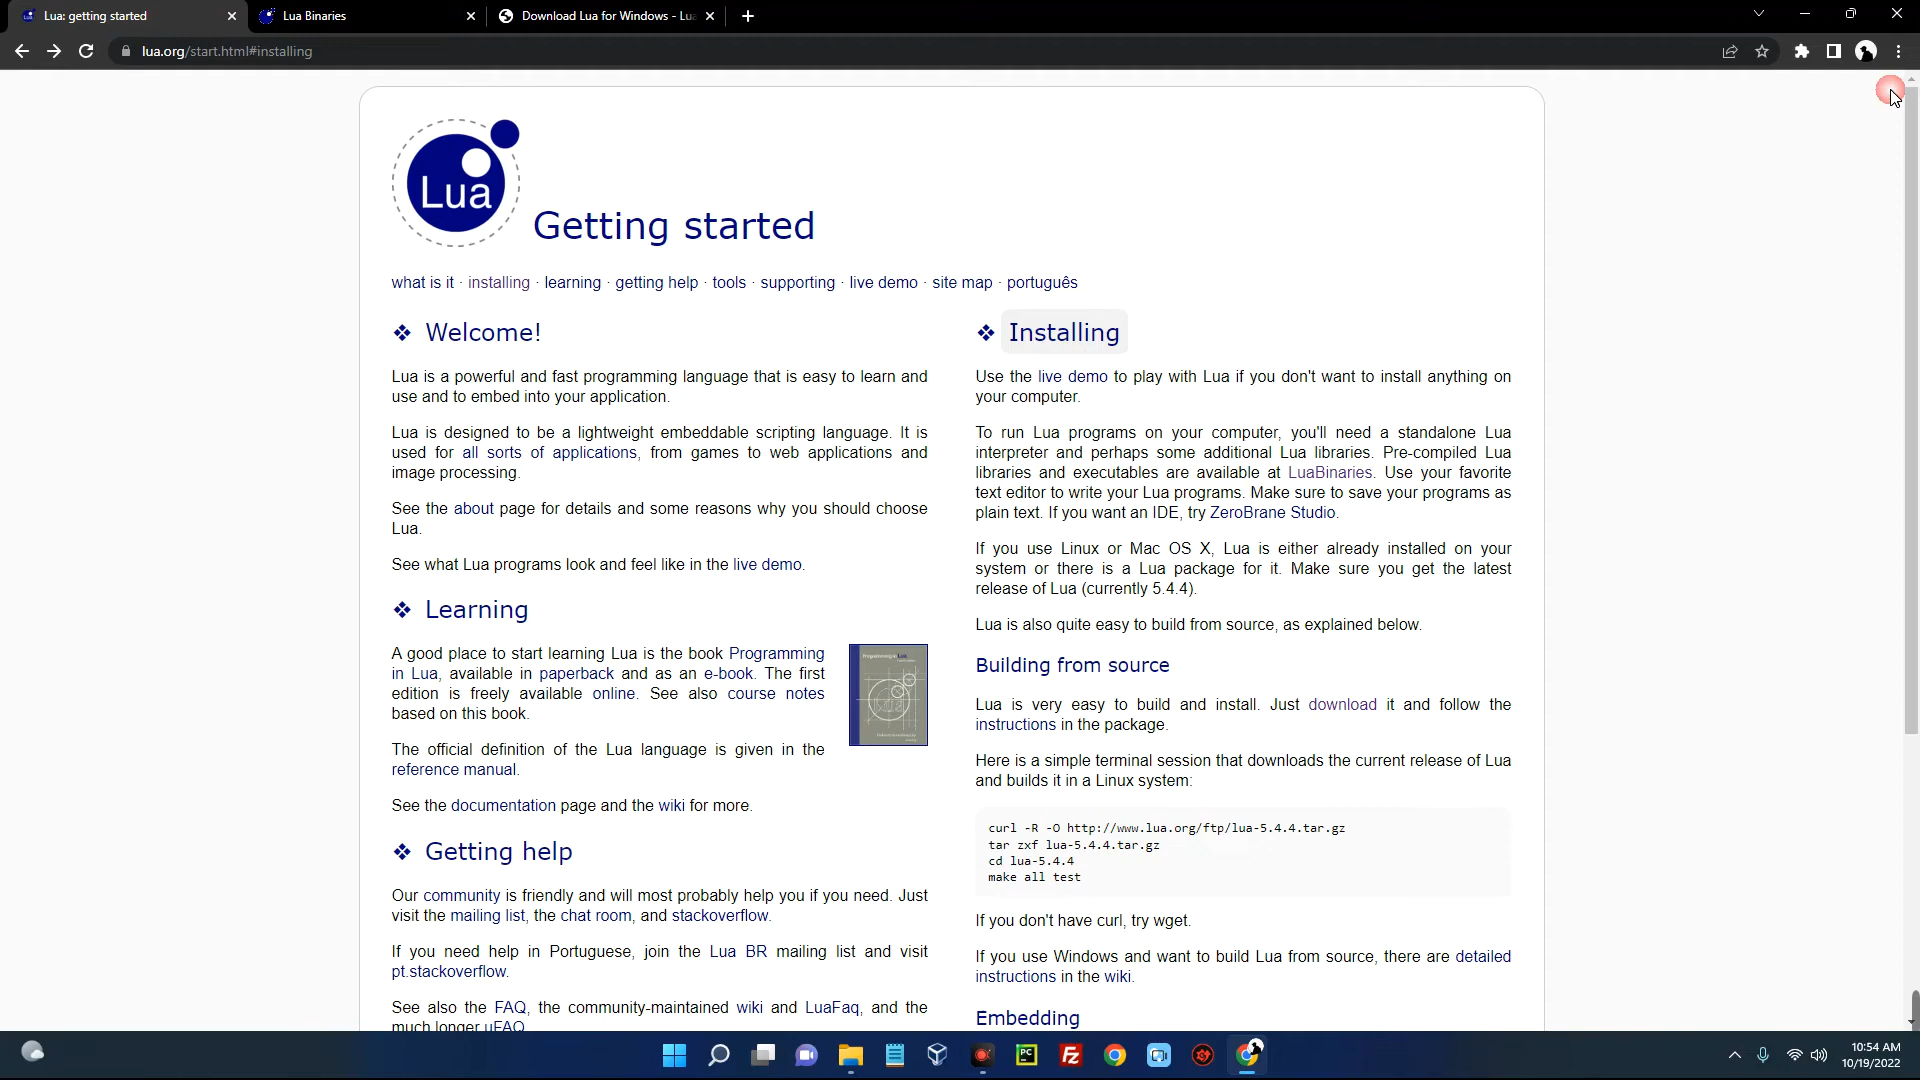 Lua: getting started
Lua Binaries
Download Lua for Windows - Lu
lua.org/start.html#installing
Lua
Getting started
what is it · installing · learning · getting help · tools · supporting · live demo · site map · português
❖ Welcome!
Lua is a powerful and fast programming language that is easy to learn and
use and to embed into your application.
Lua is designed to be a lightweight embeddable scripting language. It is
used for all sorts of applications, from games to web applications and
image processing.
See the about page for details and some reasons why you should choose
Lua.
See what Lua programs look and feel like in the live demo.
❖ Learning
A good place to start learning Lua is the book Programming
in Lua, available in paperback and as an e-book. The first
edition is freely available online. See also course notes
based on this book.
The official definition of the Lua language is given in the
reference manual.
See the documentation page and the wiki for more.
❖ Getting help
Our community is friendly and will most probably help you if you need. Just
visit the mailing list, the chat room, and stackoverflow.
If you need help in Portuguese, join the Lua BR mailing list and visit
pt.stackoverflow.
See also the FAQ, the community-maintained wiki and LuaFaq, and the
much longer uFAQ
❖ Installing
Use the live demo to play with Lua if you don't want to install anything on
your computer.
To run Lua programs on your computer, you'll need a standalone Lua
interpreter and perhaps some additional Lua libraries. Pre-compiled Lua
libraries and executables are available at LuaBinaries. Use your favorite
text editor to write your Lua programs. Make sure to save your programs as
plain text. If you want an IDE, try ZeroBrane Studio.
If you use Linux or Mac OS X, Lua is either already installed on your
system or there is a Lua package for it. Make sure you get the latest
release of Lua (currently 5.4.4).
Lua is also quite easy to build from source, as explained below.
Building from source
Lua is very easy to build and install. Just download it and follow the
instructions in the package.
Here is a simple terminal session that downloads the current release of Lua
and builds it in a Linux system:
curl -R -O http://www.lua.org/ftp/lua-5.4.4.tar.gz
tar zxf lua-5.4.4.tar.gz
cd lua-5.4.4
make all test
If you don't have curl, try wget.
If you use Windows and want to build Lua from source, there are detailed
instructions in the wiki.
Embedding
PC
10:54 AM
10/19/2022